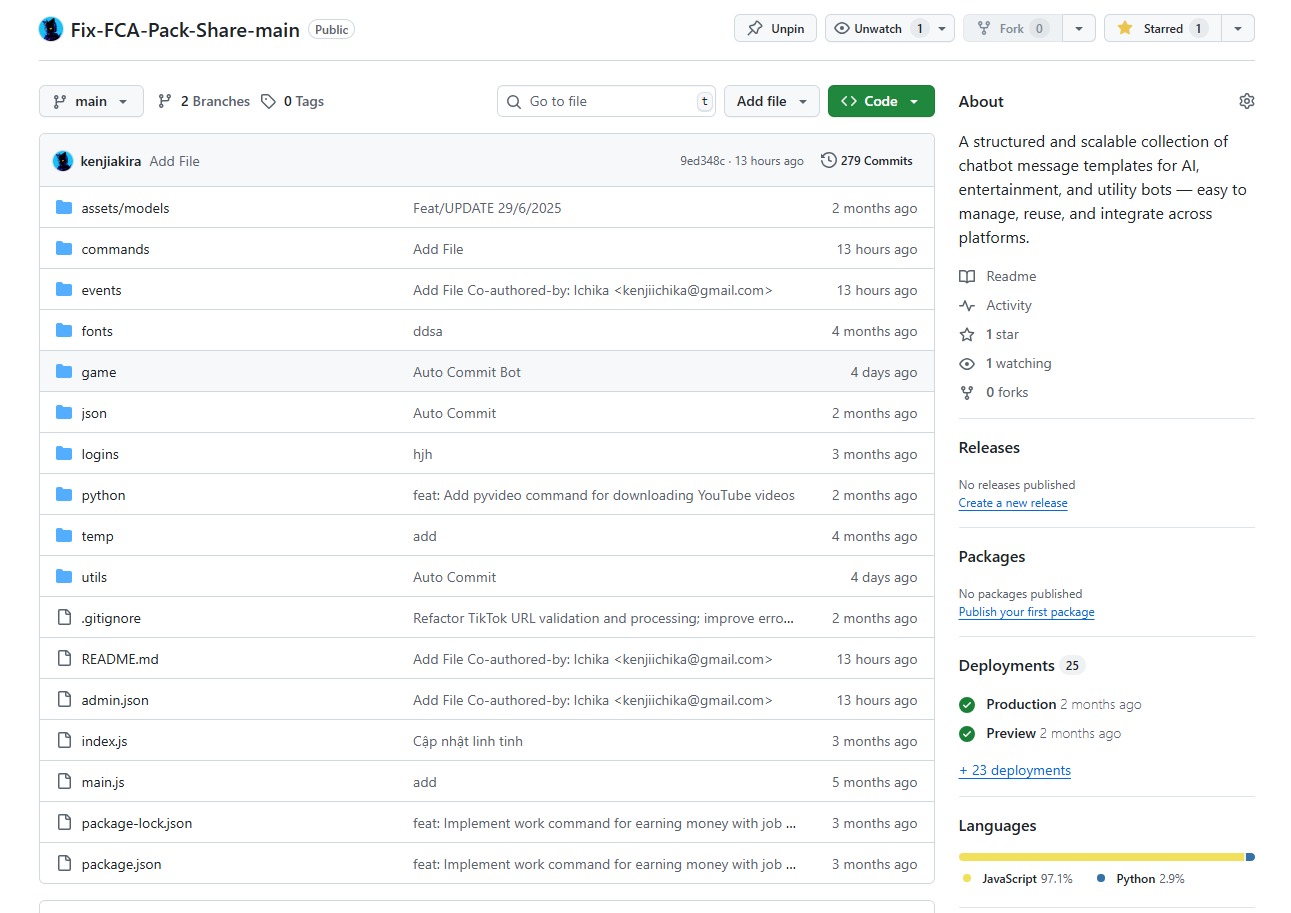 Fix-FCA-Pack-Share-main Public Unpin Unwatch 1 Fork 0 Starred 1
main 2 Branches 0 Tags Go to file t Add file Code
kenjiakira Add File 9ed348c · 13 hours ago 279 Commits
assets/models Feat/UPDATE 29/6/2025 2 months ago
commands Add File 13 hours ago
events Add File Co-authored-by: Ichika <kenjiichika@gmail.com> 13 hours ago
fonts ddsa 4 months ago
game Auto Commit Bot 4 days ago
json Auto Commit 2 months ago
logins hjh 3 months ago
python feat: Add pyvideo command for downloading YouTube videos 2 months ago
temp add 4 months ago
utils Auto Commit 4 days ago
.gitignore Refactor TikTok URL validation and processing; improve erro... 2 months ago
README.md Add File Co-authored-by: Ichika <kenjiichika@gmail.com> 13 hours ago
admin.json Add File Co-authored-by: Ichika <kenjiichika@gmail.com> 13 hours ago
index.js Cập nhật linh tinh 3 months ago
main.js add 5 months ago
package-lock.json feat: Implement work command for earning money with job ... 3 months ago
package.json feat: Implement work command for earning money with job ... 3 months ago
About
A structured and scalable collection of
chatbot message templates for AI,
entertainment, and utility bots — easy to
manage, reuse, and integrate across
platforms.
Readme
Activity
1 star
1 watching
0 forks
Releases
No releases published
Create a new release
Packages
No packages published
Publish your first package
Deployments 25
Production 2 months ago
Preview 2 months ago
+ 23 deployments
Languages
JavaScript 97.1% Python 2.9%